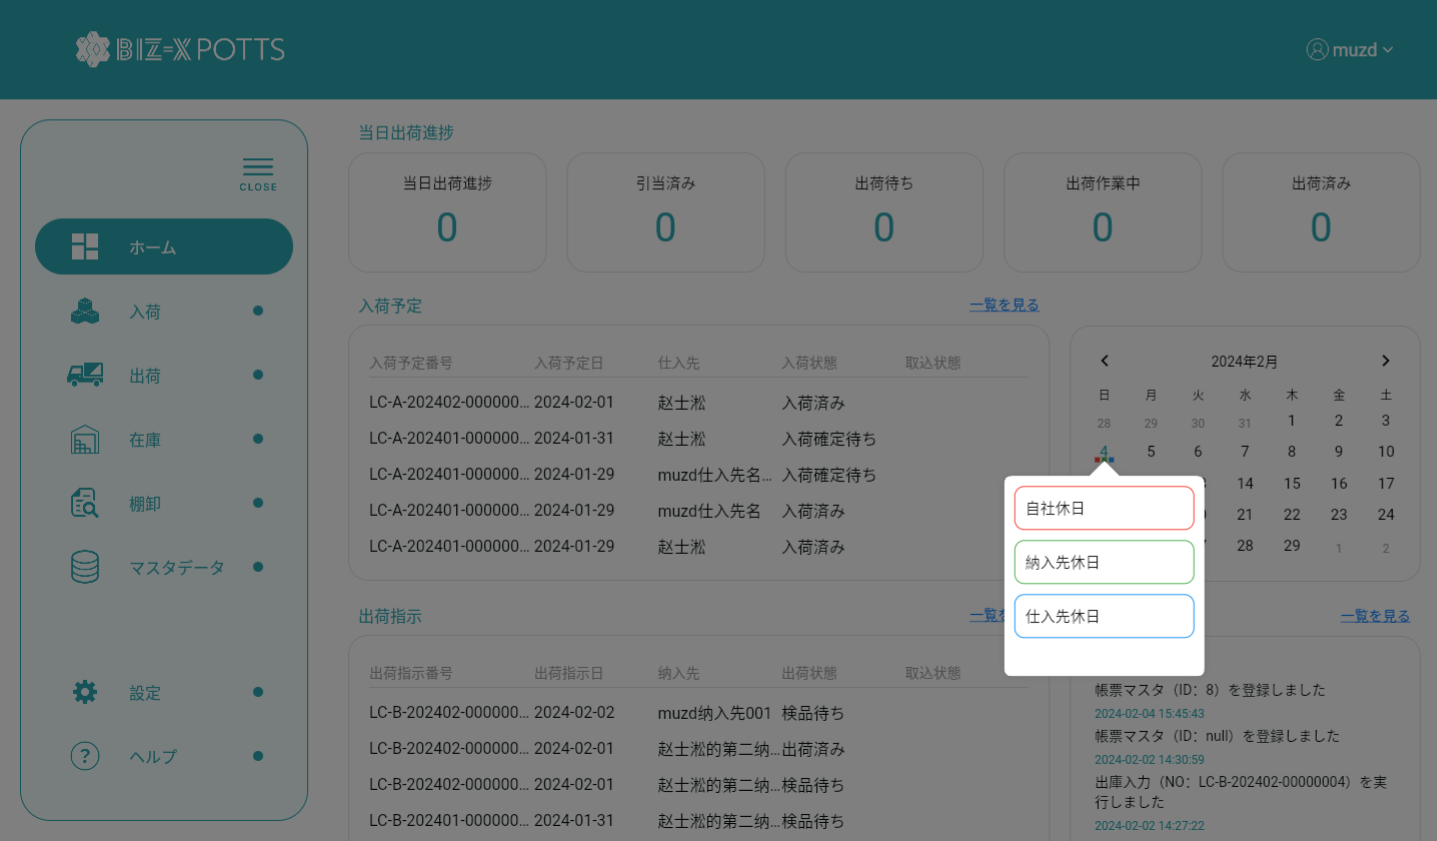 BIZ=X POTTS
muzd
CLOSE
ホーム
入荷
出荷
在庫
棚卸
マスタデータ
設定
? ヘルプ
当日出荷進捗
当日出荷進捗 引当済み 出荷待ち 出荷作業中 出荷済み
0 0 0 0 0
入荷予定 一覧を見る
入荷予定番号 入荷予定日 仕入先 入荷状態 取込状態
LC-A-202402-000000... 2024-02-01 赵士淞 入荷済み
LC-A-202401-000000... 2024-01-31 赵士淞 入荷確定待ち
LC-A-202401-000000... 2024-01-29 muzd仕入先名... 入荷確定待ち
LC-A-202401-000000... 2024-01-29 muzd仕入先名 入荷済み
LC-A-202401-000000... 2024-01-29 赵士淞 入荷済み
2024年2月
日 月 火 水 木 金 土
28 29 30 31 1 2 3
4 5 6 7 8 9 10
14 15 16 17
21 22 23 24
28 29 1 2
自社休日
納入先休日
仕入先休日
出荷指示 一覧を
出荷指示番号 出荷指示日 納入先 出荷状態 取込状態
LC-B-202402-000000... 2024-02-02 muzd纳入先001 検品待ち
LC-B-202402-000000... 2024-02-01 赵士淞的第二纳... 出荷済み
LC-B-202402-000000... 2024-02-01 赵士淞的第二纳... 検品待ち
LC-B-202401-000000... 2024-01-31 赵士淞的第二纳... 検品待ち
一覧を見る
帳票マスタ（ID：8）を登録しました
2024-02-04 15:45:43
帳票マスタ（ID：null）を登録しました
2024-02-02 14:30:59
出庫入力（NO：LC-B-202402-00000004）を実
行しました
2024-02-02 14:27:22